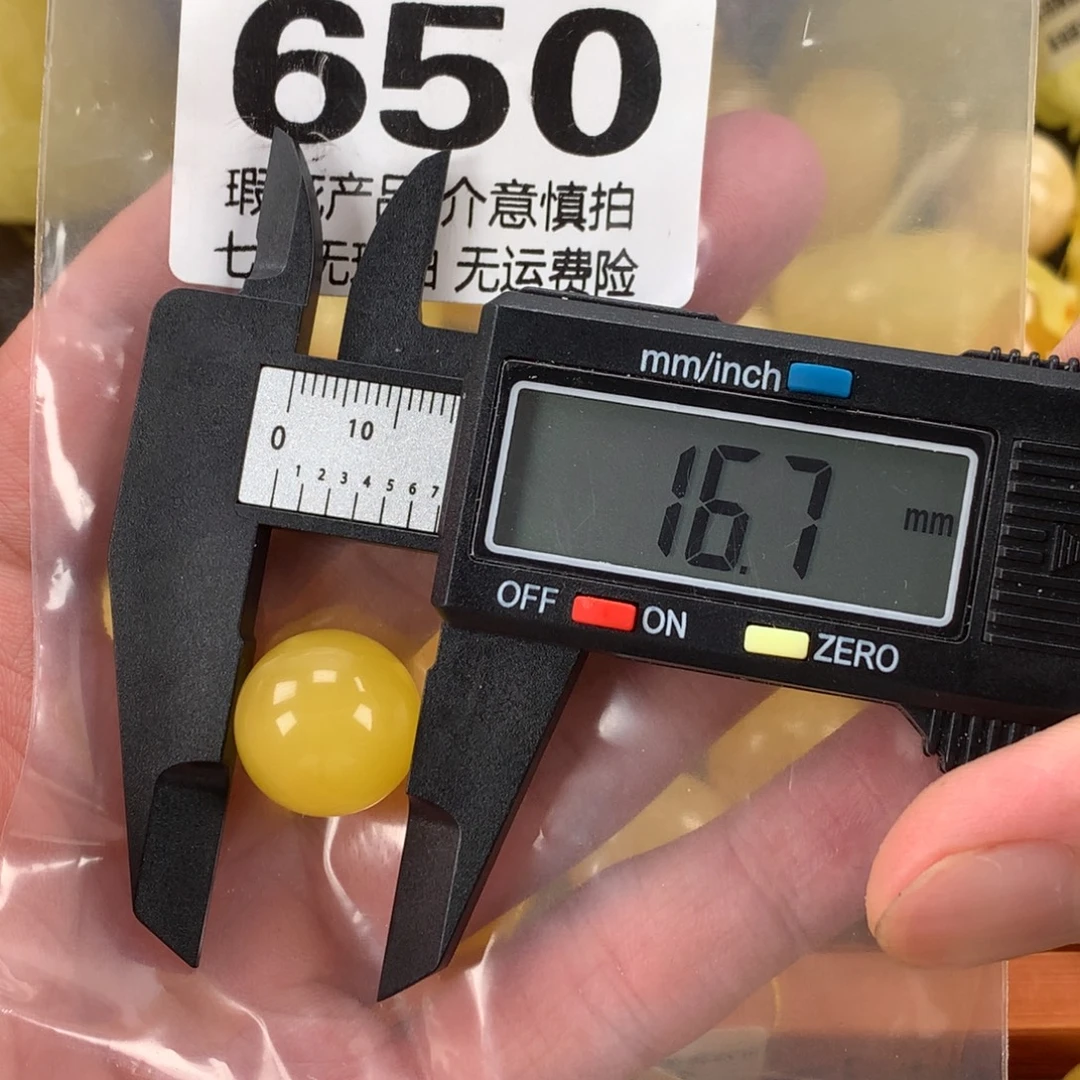 650
瑕 产品 介意慎拍
七 无 由 无运费险
mm/inch
16.7 mm
0 10
1 2 3 4 5 6 7
OFF ON ZERO